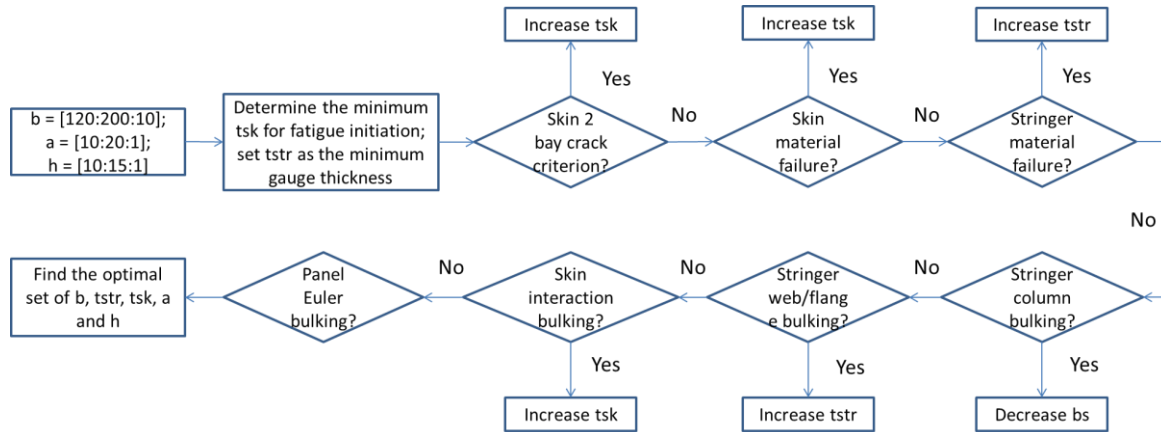 Increase tsk
Increase tsk
Increase tstr
Yes
Yes
Yes
b = [120:200:10];
a = [10:20:1];
h = [10:15:1]
Determine the minimum
tsk for fatigue initiation;
set tstr as the minimum
gauge thickness
Skin 2
bay crack
criterion?
No
Skin
material
failure?
No
Stringer
material
failure?
No
Find the optimal
set of b, tstr, tsk, a
and h
Panel
Euler
bulking?
No
Skin
interaction
bulking?
No
Stringer
web/flang
e bulking?
No
Stringer
column
bulking?
Yes
Yes
Yes
Increase tsk
Increase tstr
Decrease bs